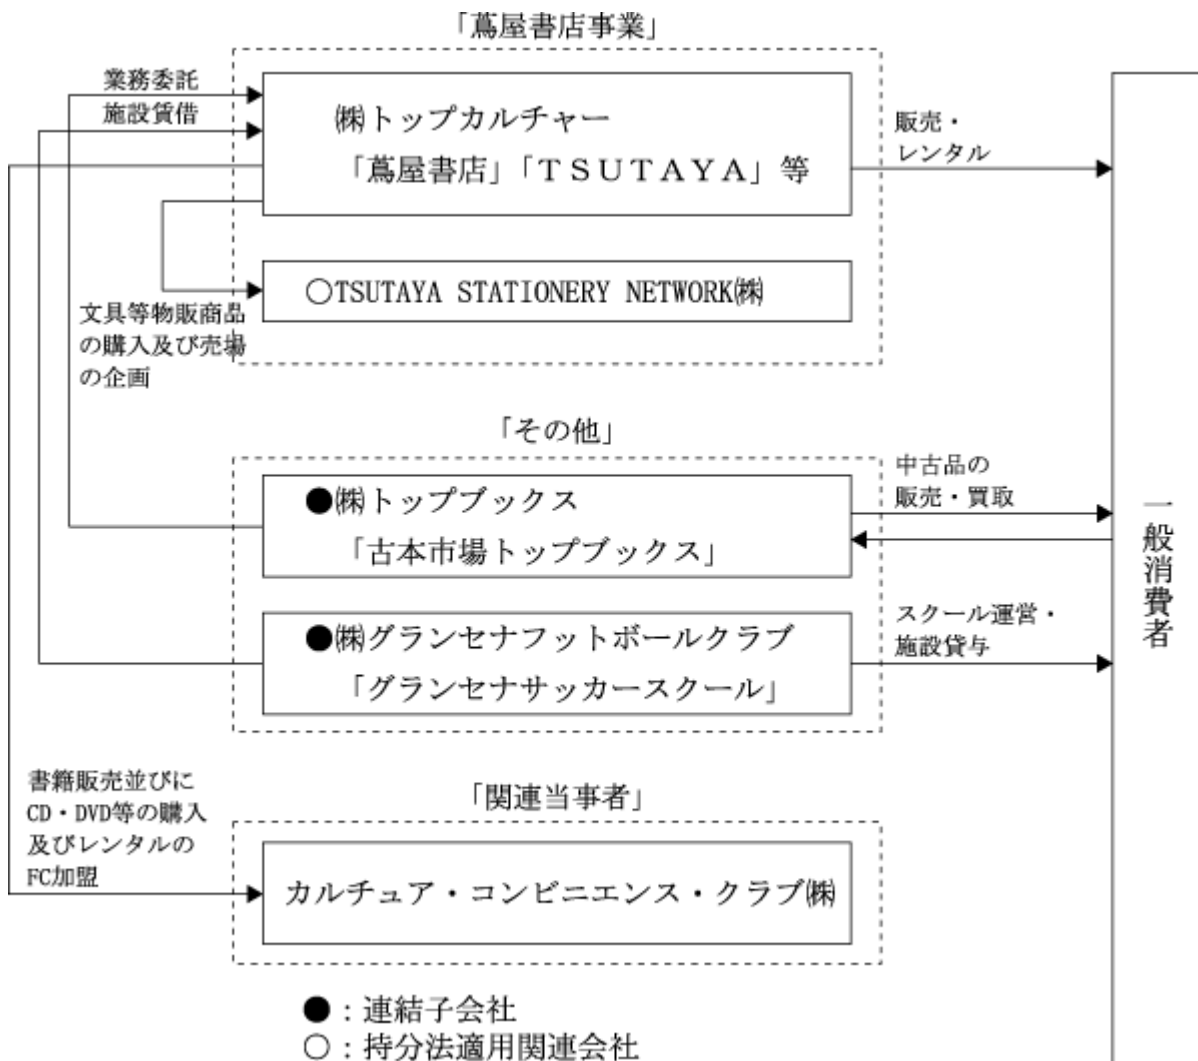 「蔦屋書店事業」
業務委託
施設賃借
㈱トップカルチャー
「蔦屋書店」「ＴＳＵＴＡＹＡ」等
販売・
レンタル
○TSUTAYA STATIONERY NETWORK㈱
文具等物販商品
の購入及び売場
の企画
「その他」
●㈱トップブックス
「古本市場トップブックス」
中古品の
販売・買取
●㈱グランセナフットボールクラブ
「グランセナサッカースクール」
スクール運営・
施設貸与
一般消費者
書籍販売並びに
CD・DVD等の購入
及びレンタルの
FC加盟
「関連当事者」
カルチュア・コンビニエンス・クラブ㈱
●：連結子会社
○：持分法適用関連会社